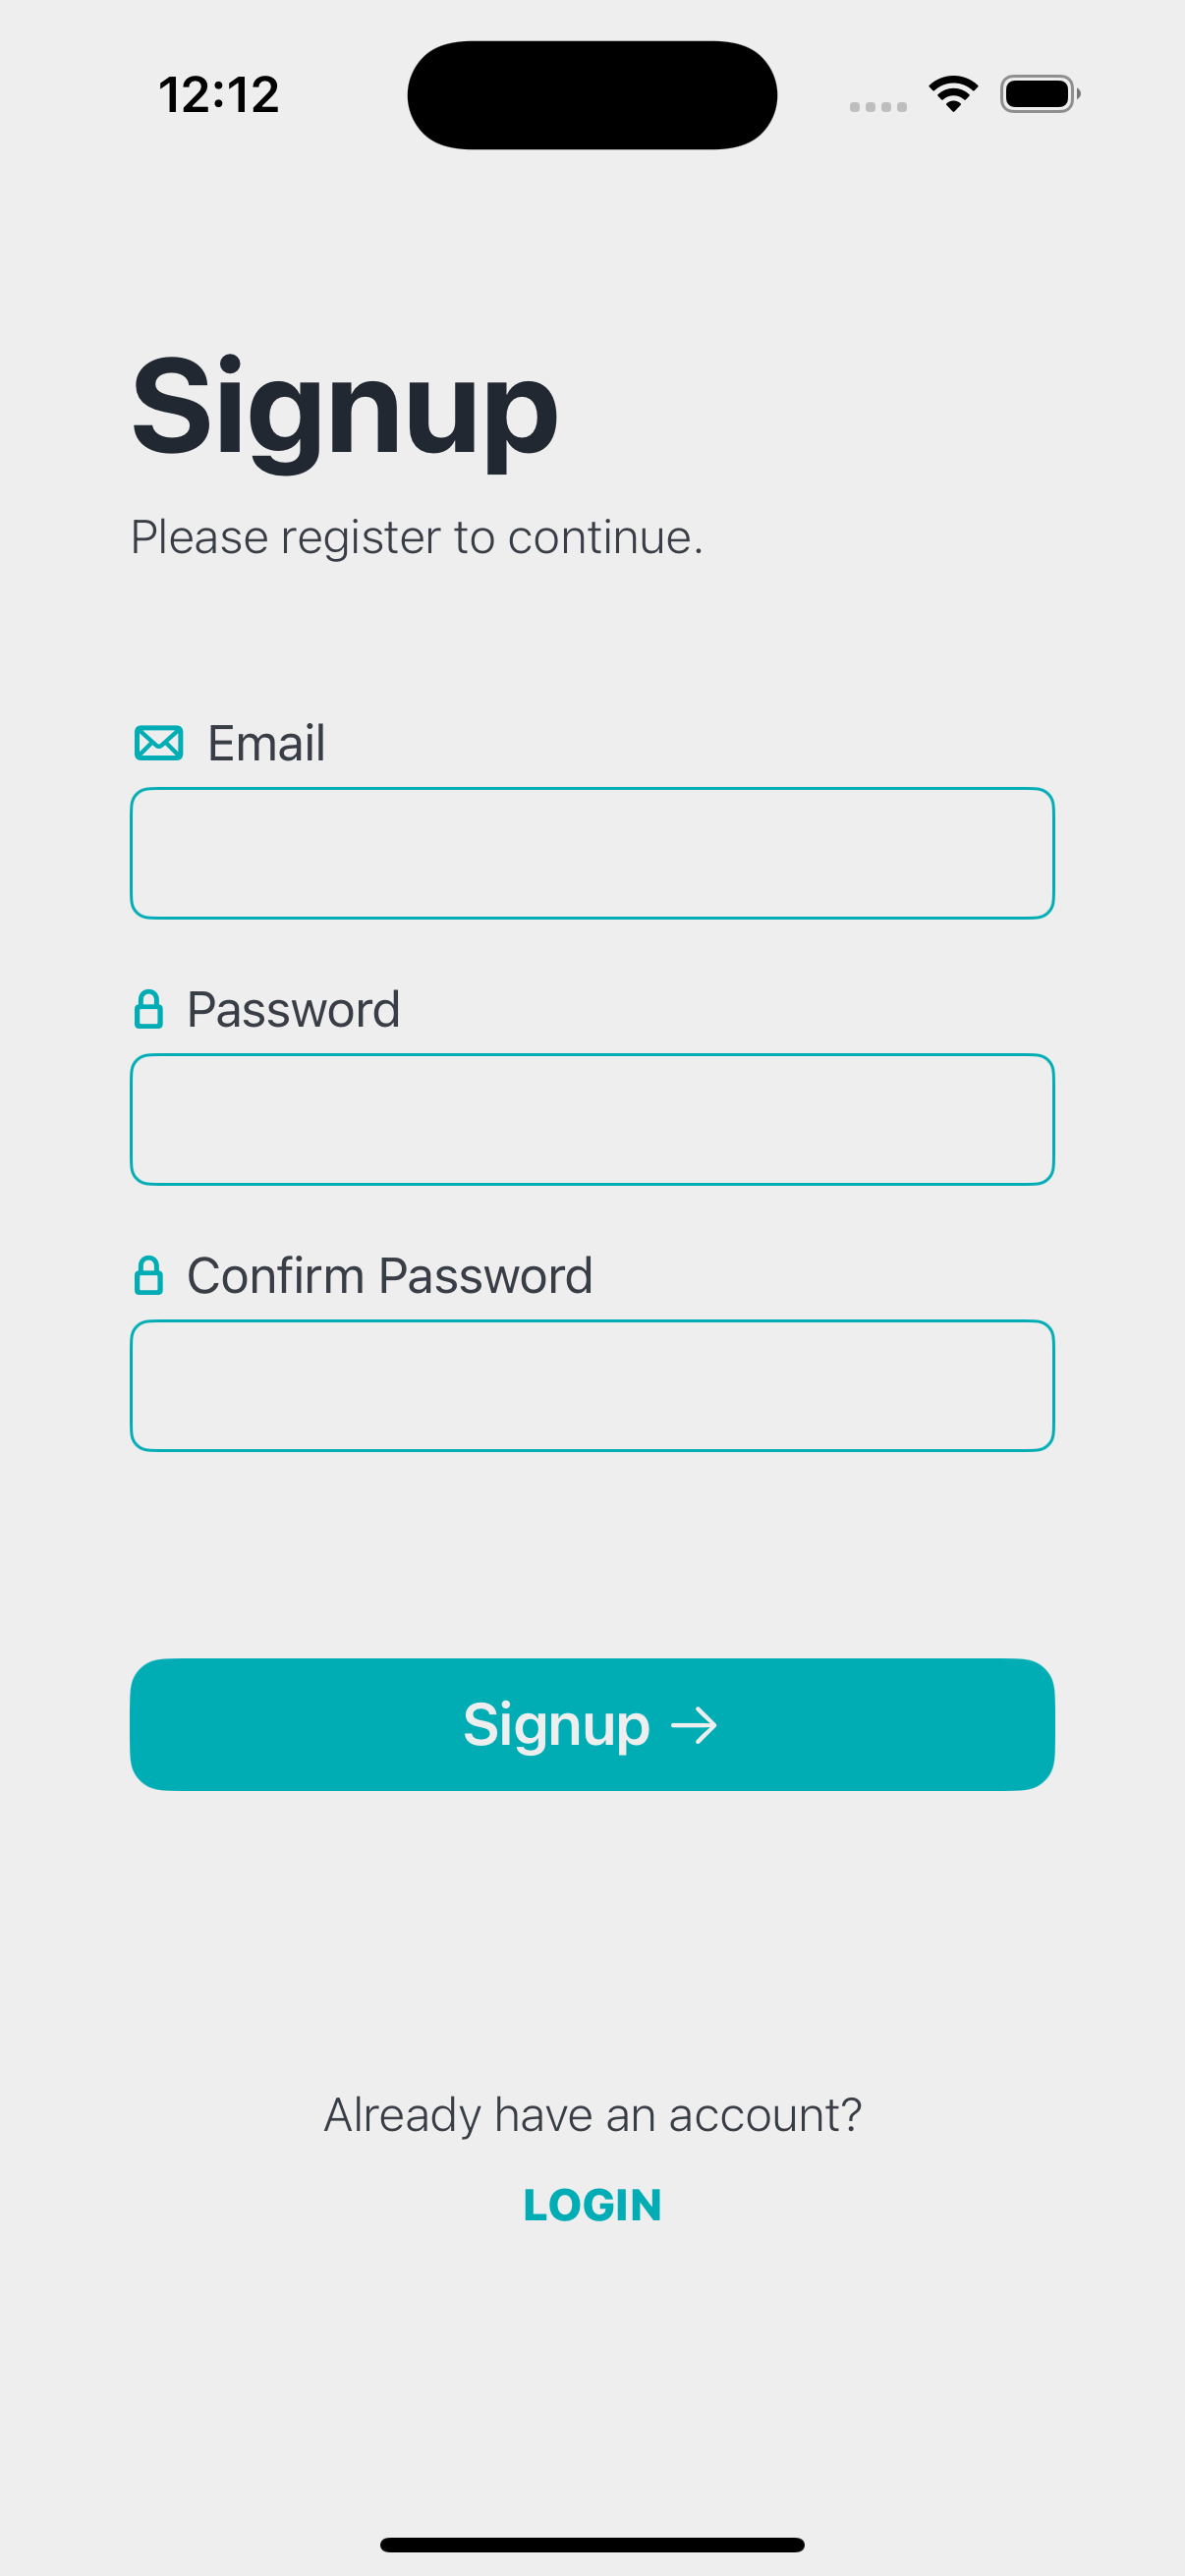 12:12
Signup
Please register to continue.
Email
Password
Confirm Password
Signup →
Already have an account?
LOGIN